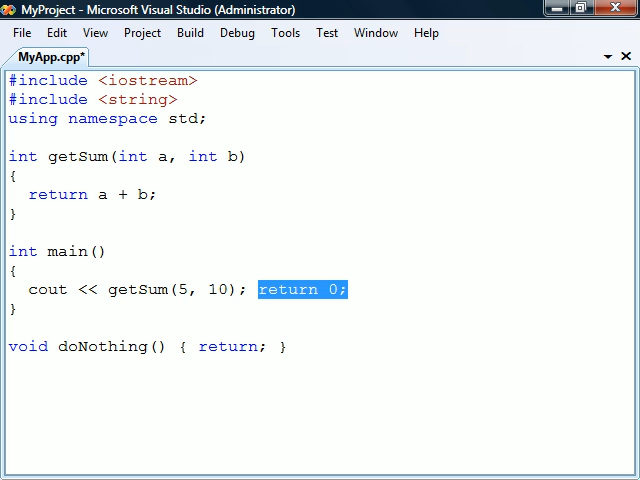 MyProject - Microsoft Visual Studio (Administrator)
File Edit View Project Build Debug Tools Test Window Help
MyApp.cpp*
#include <iostream>
#include <string>
using namespace std;
int getSum(int a, int b)
{
return a + b;
}
int main()
{
cout << getSum(5, 10); return 0;
}
void doNothing() { return; }